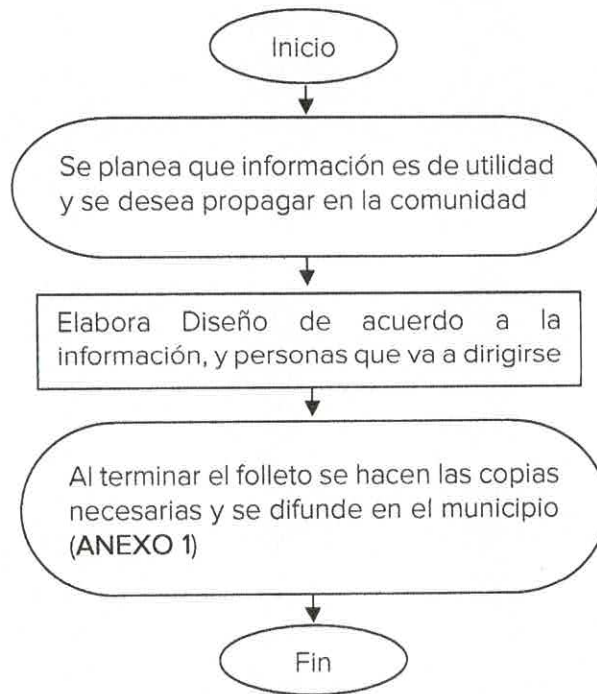 Inicio
Se planea que información es de utilidad
y se desea propagar en la comunidad
Elabora Diseño de acuerdo a la
información, y personas que va a dirigirse
Al terminar el folleto se hacen las copias
necesarias y se difunde en el municipio
(ANEXO 1)
Fin